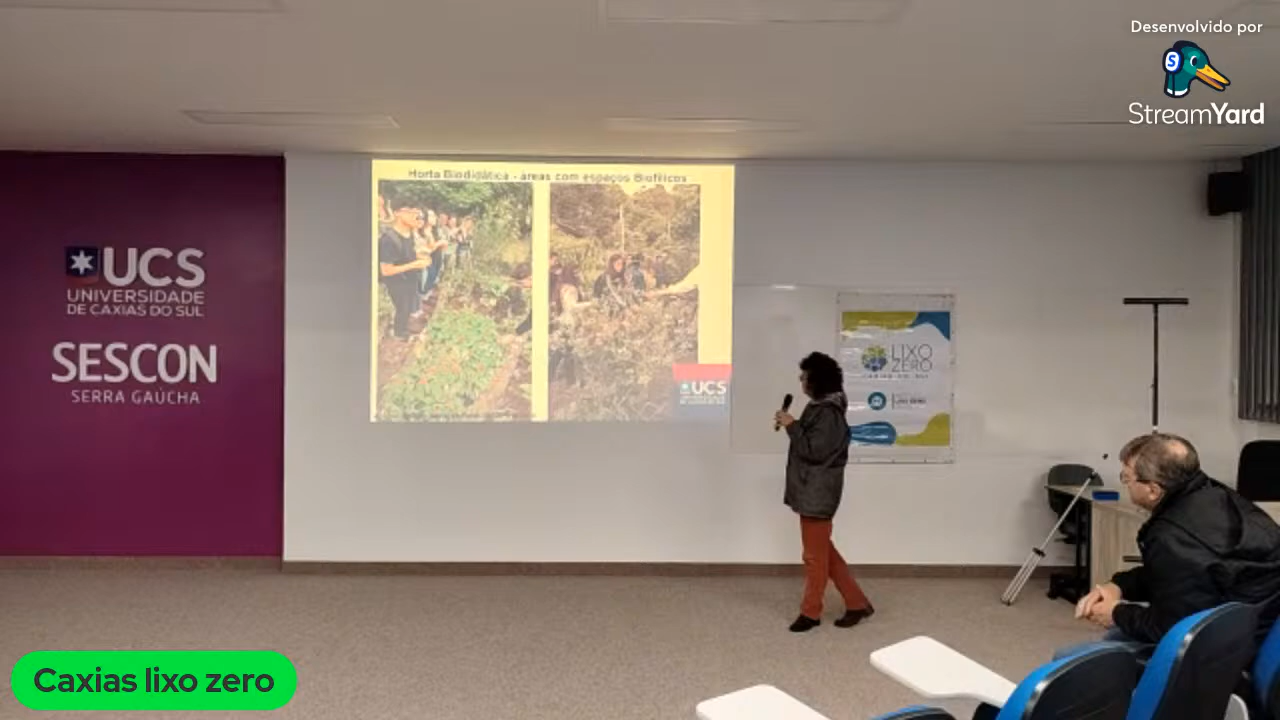 Desenvolvido por
StreamYard
Horta Biodidática - áreas com espaços Biofílicos
UCS
UNIVERSIDADE
DE CAXIAS DO SUL
SESCON
SERRA GAÚCHA
UCS
LIXO
ZERO
Caxias lixo zero